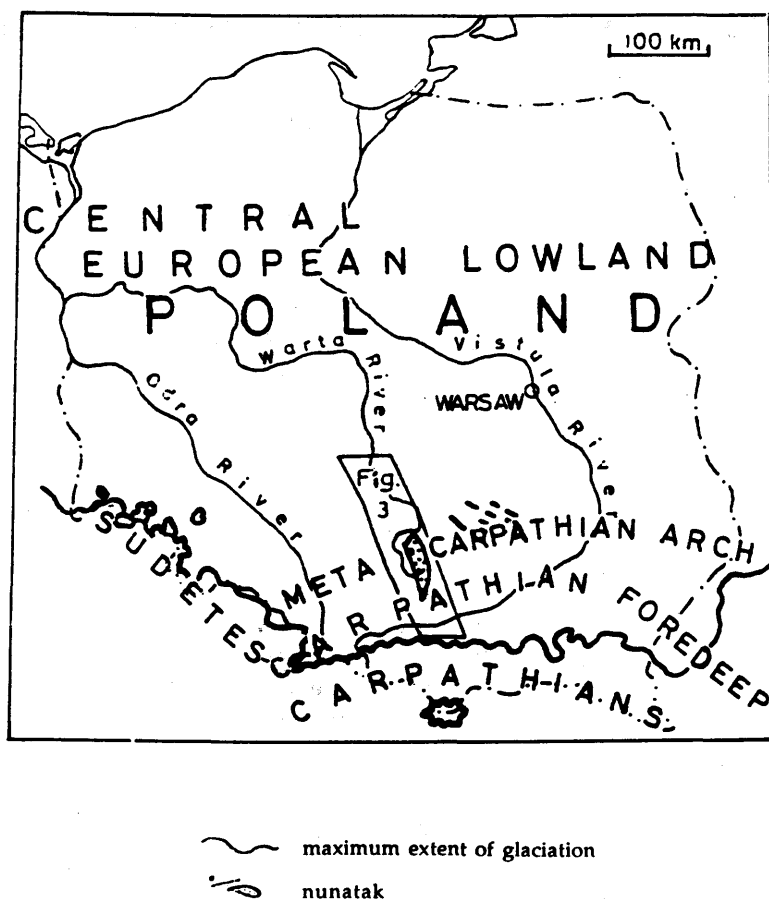 100 km
CENTRAL
EUROPEAN LOWLAND
POLAND
Warta River
Vistula River
Odra River
WARSAW
Fig.
3
META CARPATHIAN ARCH
SUDETES
CARPATHIAN FOREDEEP
CARPATHIANS
maximum extent of glaciation
nunatak